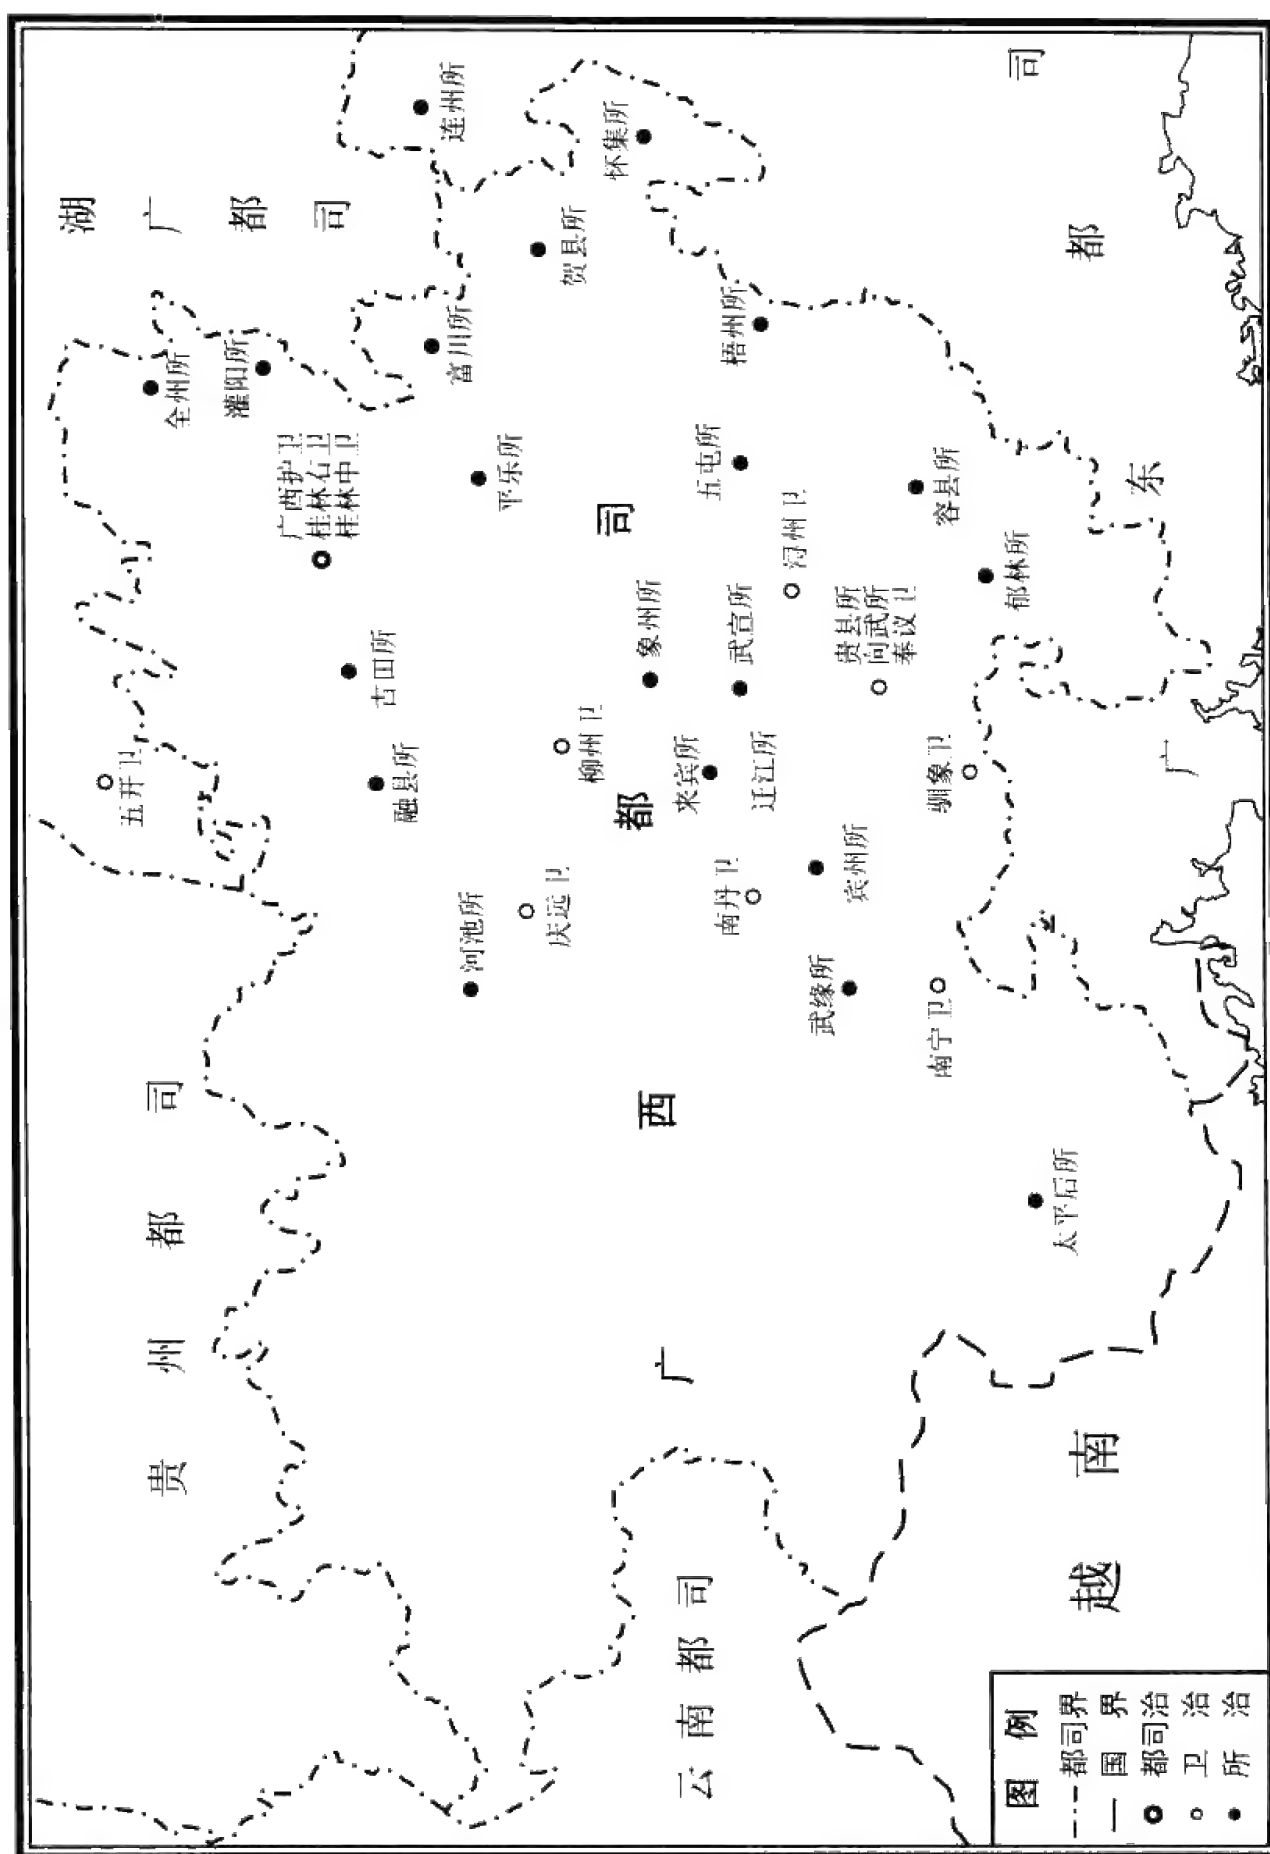 湖广都司
贵州都司
云南都司
广西都司
广东都司
越南
连州所
怀集所
贺县所
富川所
梧州所
全州所
灌阳所
广西护卫
桂林右卫
桂林中卫
平乐所
五屯所
容县所
浔州卫
郁林所
古田所
象州所
武宣所
贵县所
向武所
奉议卫
五开卫
融县所
柳州卫
来宾所
迁江所
驯象卫
河池所
庆远卫
南丹卫
宾州所
武缘所
南宁卫
太平后所
图例
都司界
国界
都司治
卫治
所治